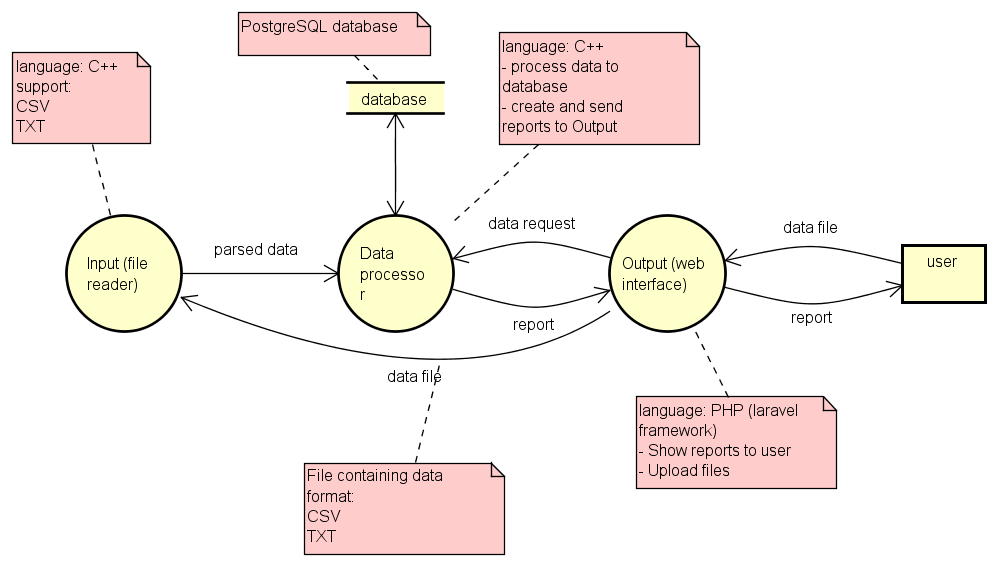 PostgreSQL database
language: C++
support:
CSV
TXT
language: C++
- process data to
database
- create and send
reports to Output
database
Input (file
reader)
parsed data
Data
processo
r
data request
report
Output (web
interface)
data file
report
user
data file
File containing data
format:
CSV
TXT
language: PHP (laravel
framework)
- Show reports to user
- Upload files